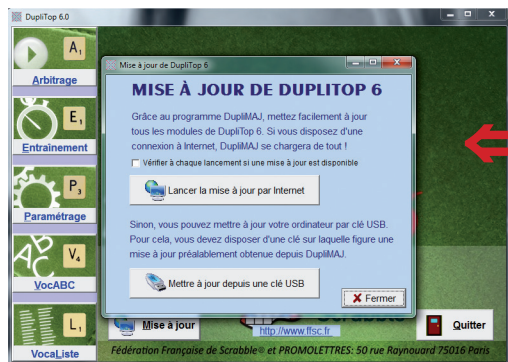 DupliTop 6.0
A1
Arbitrage
E1
Entrainement
P3
Paramétrage
V4
VocABC
L1
VocaListe
Mise à jour de DupliTop 6
MISE À JOUR DE DUPLITOP 6
Grâce au programme DupliMAJ, mettez facilement à jour
tous les modules de DupliTop 6. Si vous disposez d'une
connexion à Internet, DupliMAJ se chargera de tout !
Vérifier à chaque lancement si une mise à jour est disponible
Lancer la mise à jour par Internet
Sinon, vous pouvez mettre à jour votre ordinateur par clé USB.
Pour cela, vous devez disposer d'une clé sur laquelle figure une
mise à jour préalablement obtenue depuis DupliMAJ.
Mettre à jour depuis une clé USB
Fermer
Mise à jour
http://www.ffsc.fr
Quitter
Fédération Française de Scrabble® et PROMOLETTRES: 50 rue Raynouard 75016 Paris